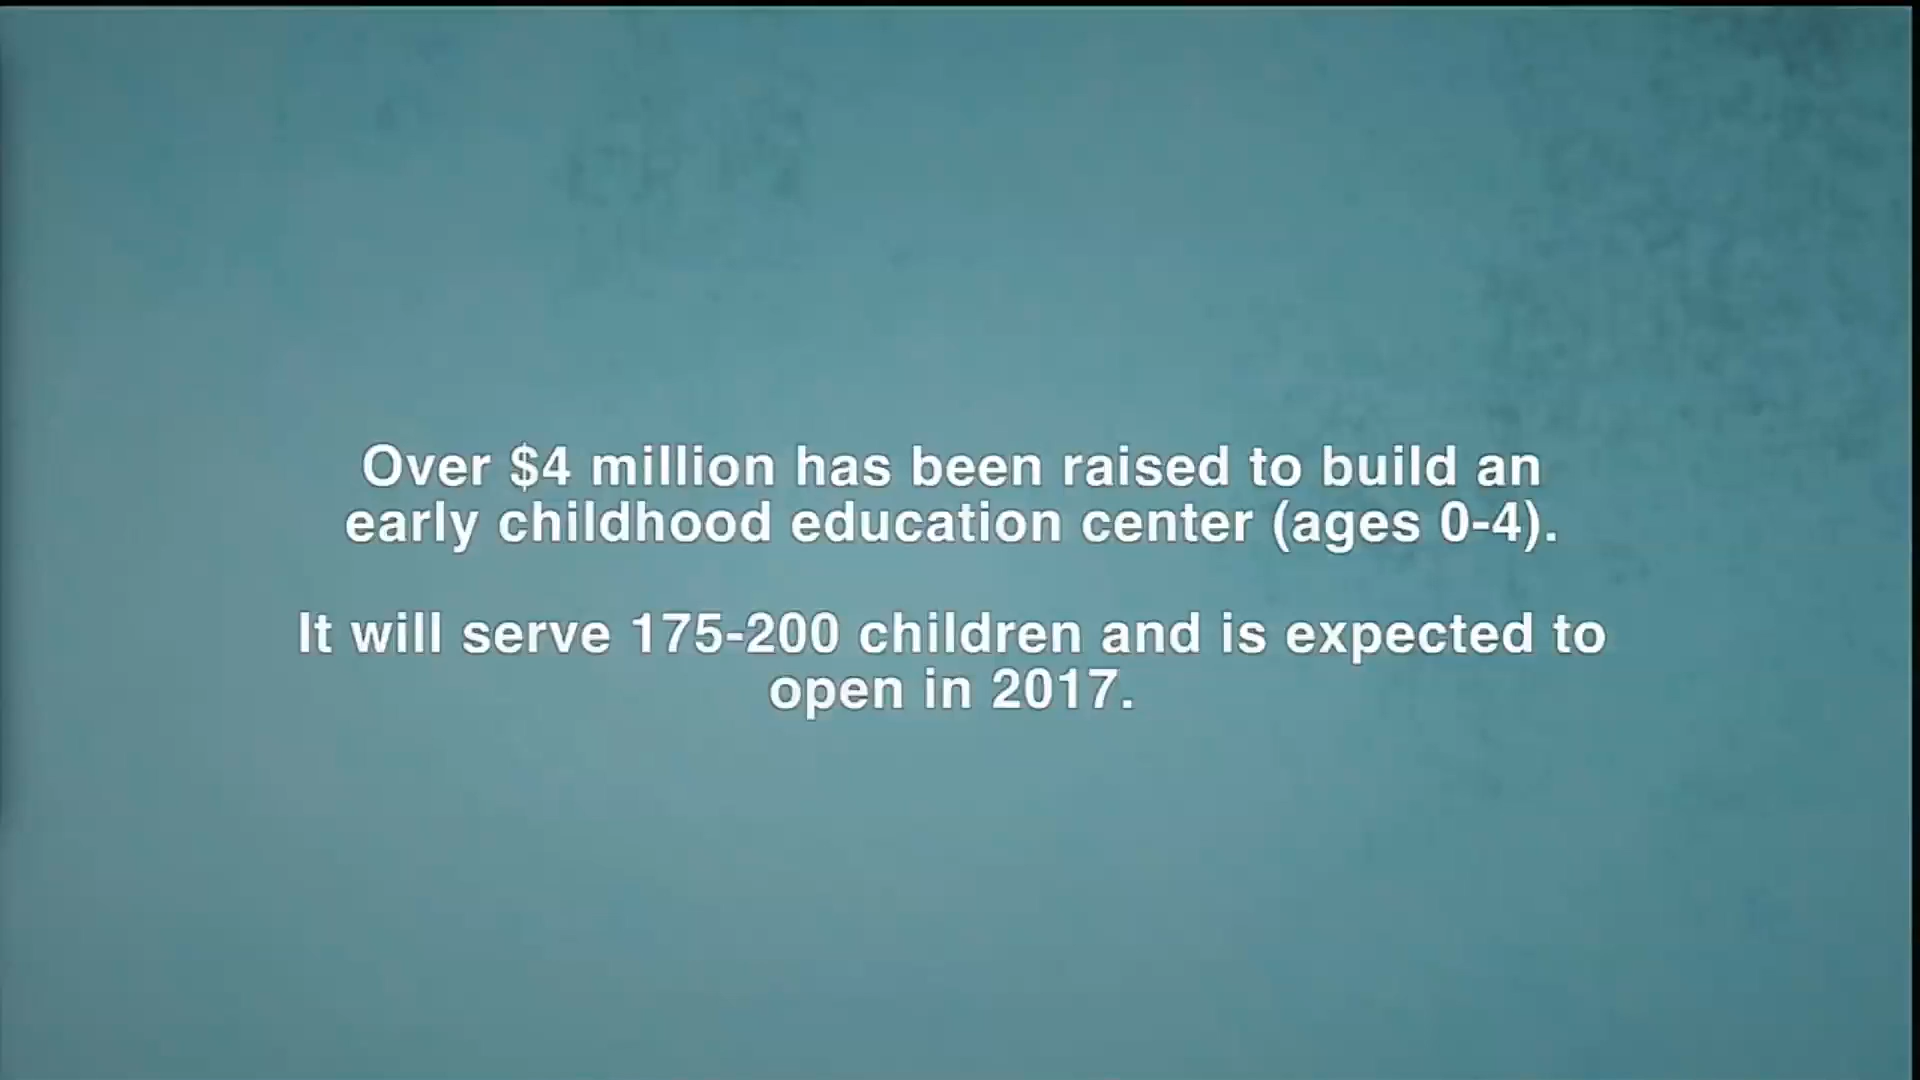 Over $4 million has been raised to build an
early childhood education center (ages 0-4).
It will serve 175-200 children and is expected to
open in 2017.